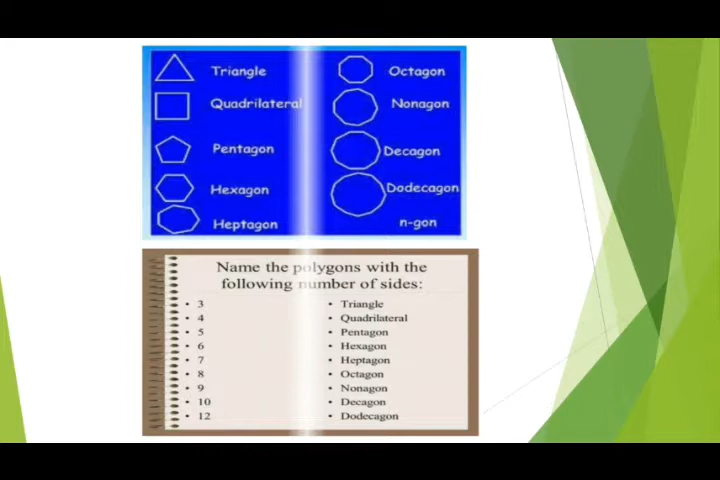 Triangle
Quadrilateral
Pentagon
Hexagon
Heptagon
Octagon
Nonagon
Decagon
Dodecagon
n-gon
Name the polygons with the
following number of sides:
• 3
• 4
• 5
• 6
• 7
• 8
• 9
• 10
• 12
• Triangle
• Quadrilateral
• Pentagon
• Hexagon
• Heptagon
• Octagon
• Nonagon
• Decagon
• Dodecagon